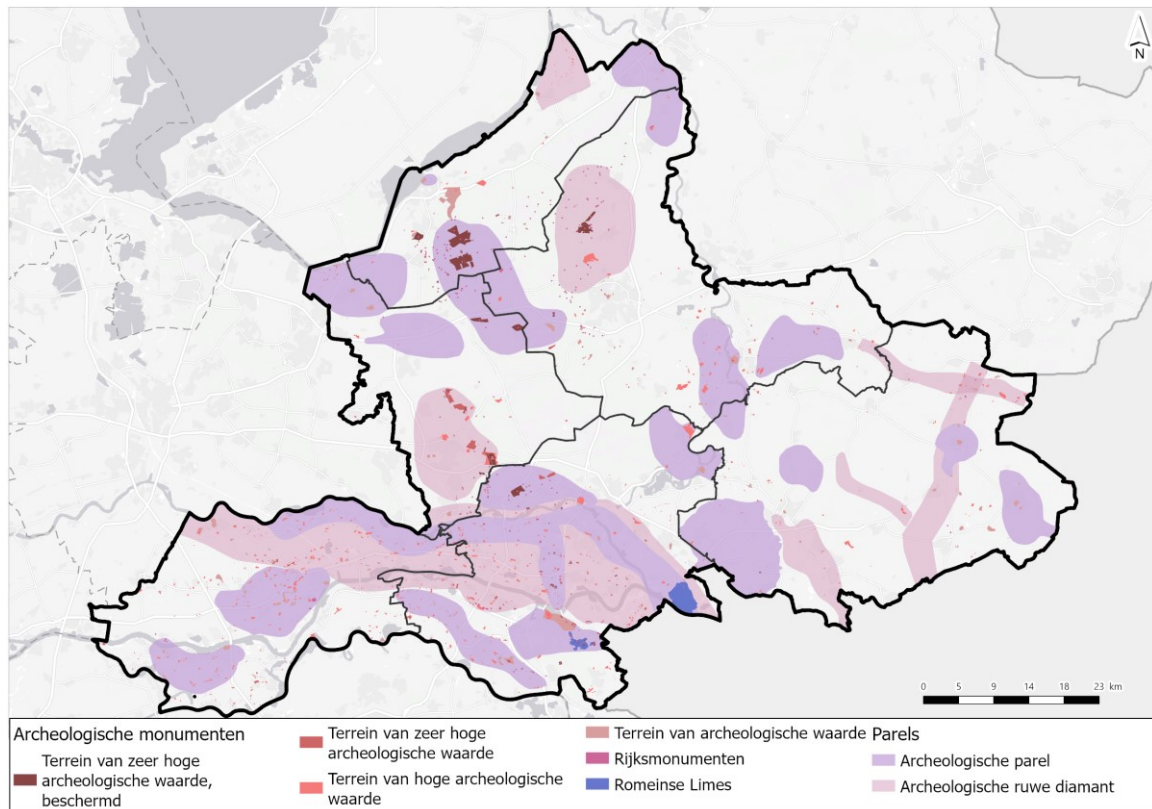 N
0 5 9 14 18 23 km
Archeologische monumenten
Terrein van zeer hoge
archeologische waarde,
beschermd
Terrein van zeer hoge
archeologische waarde
Terrein van hoge archeologische
waarde
Terrein van archeologische waarde
Rijksmonumenten
Romeinse Limes
Parels
Archeologische parel
Archeologische ruwe diamant